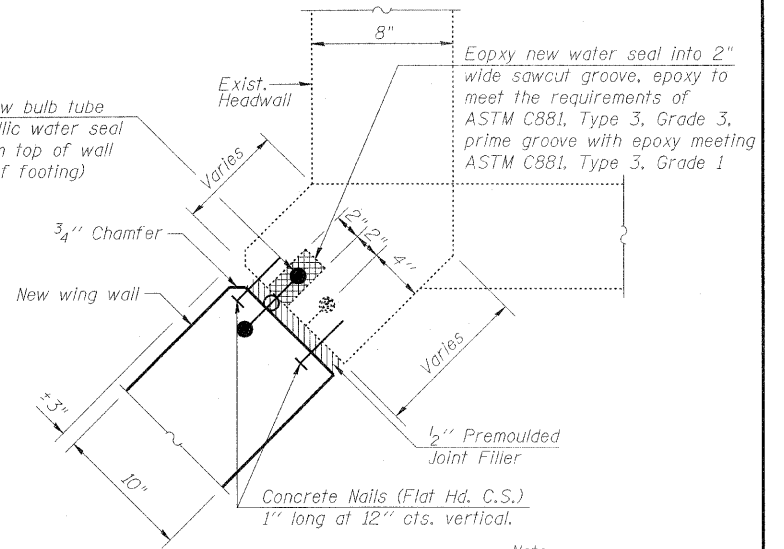 8"
Exist.
Headwall
Eopxy new water seal into 2"
wide sawcut groove, epoxy to
meet the requirements of
ASTM C881, Type 3, Grade 3,
prime groove with epoxy meeting
ASTM C881, Type 3, Grade 1
w bulb tube
llic water seal
m top of wall
f footing)
Varies
3/4" Chamfer
2"
2"
4"
New wing wall
Varies
±3"
10"
1/2" Premoulded
Joint Filler
Concrete Nails (Flat Hd. C.S.)
1" long at 12" cts. vertical.
Note